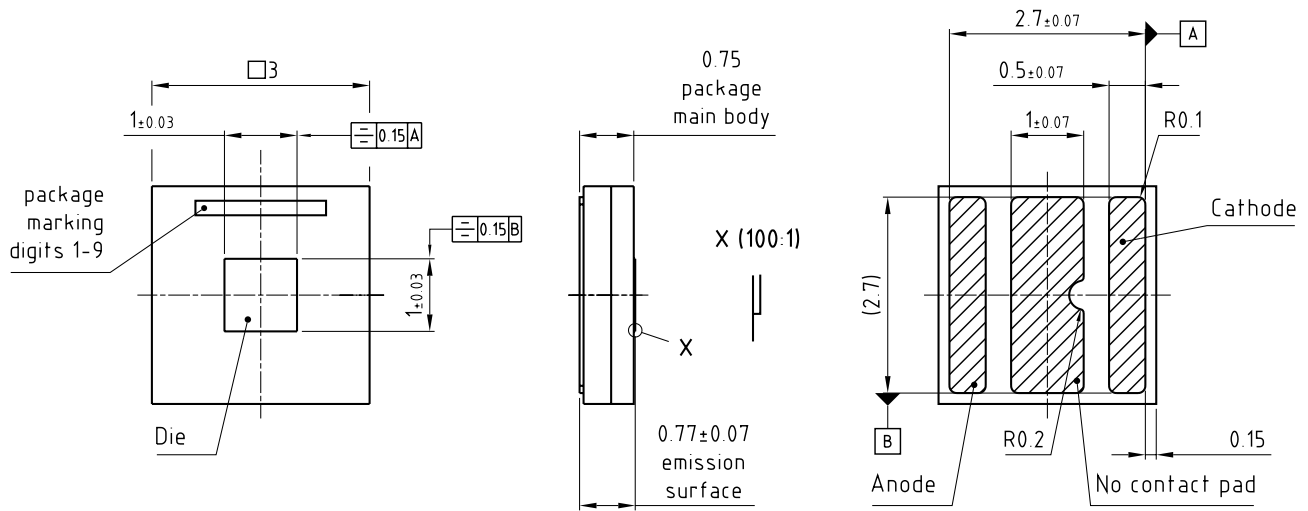 □3
1±0.03
0.15 A
package
marking
digits 1-9
0.15 B
1±0.03
Die
0.75
package
main body
X (100:1)
X
0.77±0.07
emission
surface
2.7±0.07
A
0.5±0.07
1±0.07
R0.1
Cathode
(2.7)
B
R0.2
0.15
Anode
No contact pad